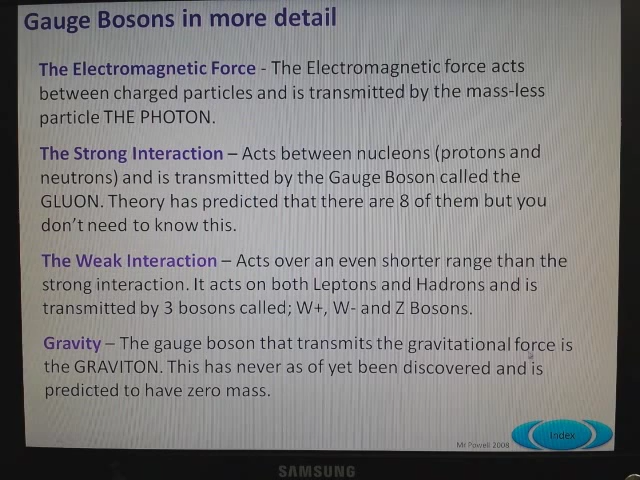 Gauge Bosons in more detail
The Electromagnetic Force - The Electromagnetic force acts
between charged particles and is transmitted by the mass-less
particle THE PHOTON.
The Strong Interaction – Acts between nucleons (protons and
neutrons) and is transmitted by the Gauge Boson called the
GLUON. Theory has predicted that there are 8 of them but you
don't need to know this.
The Weak Interaction – Acts over an even shorter range than the
strong interaction. It acts on both Leptons and Hadrons and is
transmitted by 3 bosons called; W+, W- and Z Bosons.
Gravity – The gauge boson that transmits the gravitational force is
the GRAVITON. This has never as of yet been discovered and is
predicted to have zero mass.
Mr Powell 2008
Index
SAMSUNG